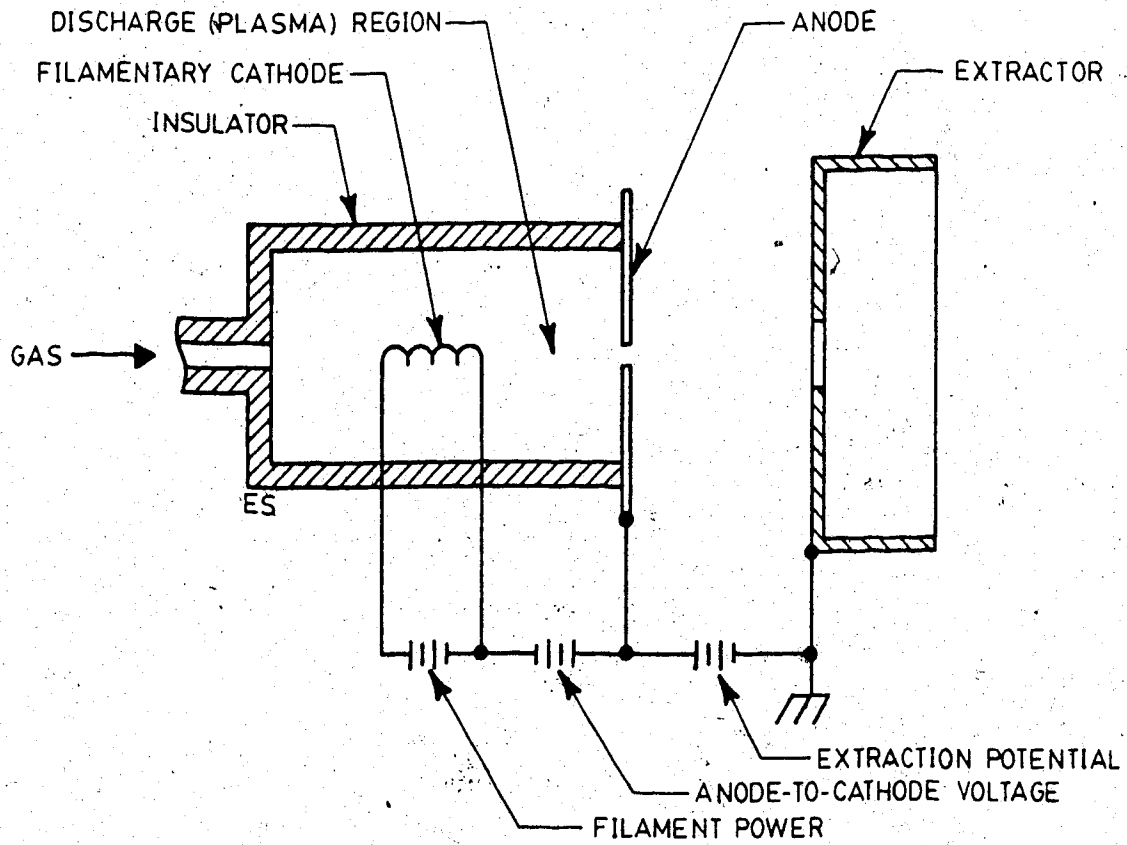 DISCHARGE (PLASMA) REGION
ANODE
FILAMENTARY CATHODE
EXTRACTOR
INSULATOR
GAS
ES
EXTRACTION POTENTIAL
ANODE-TO-CATHODE VOLTAGE
FILAMENT POWER